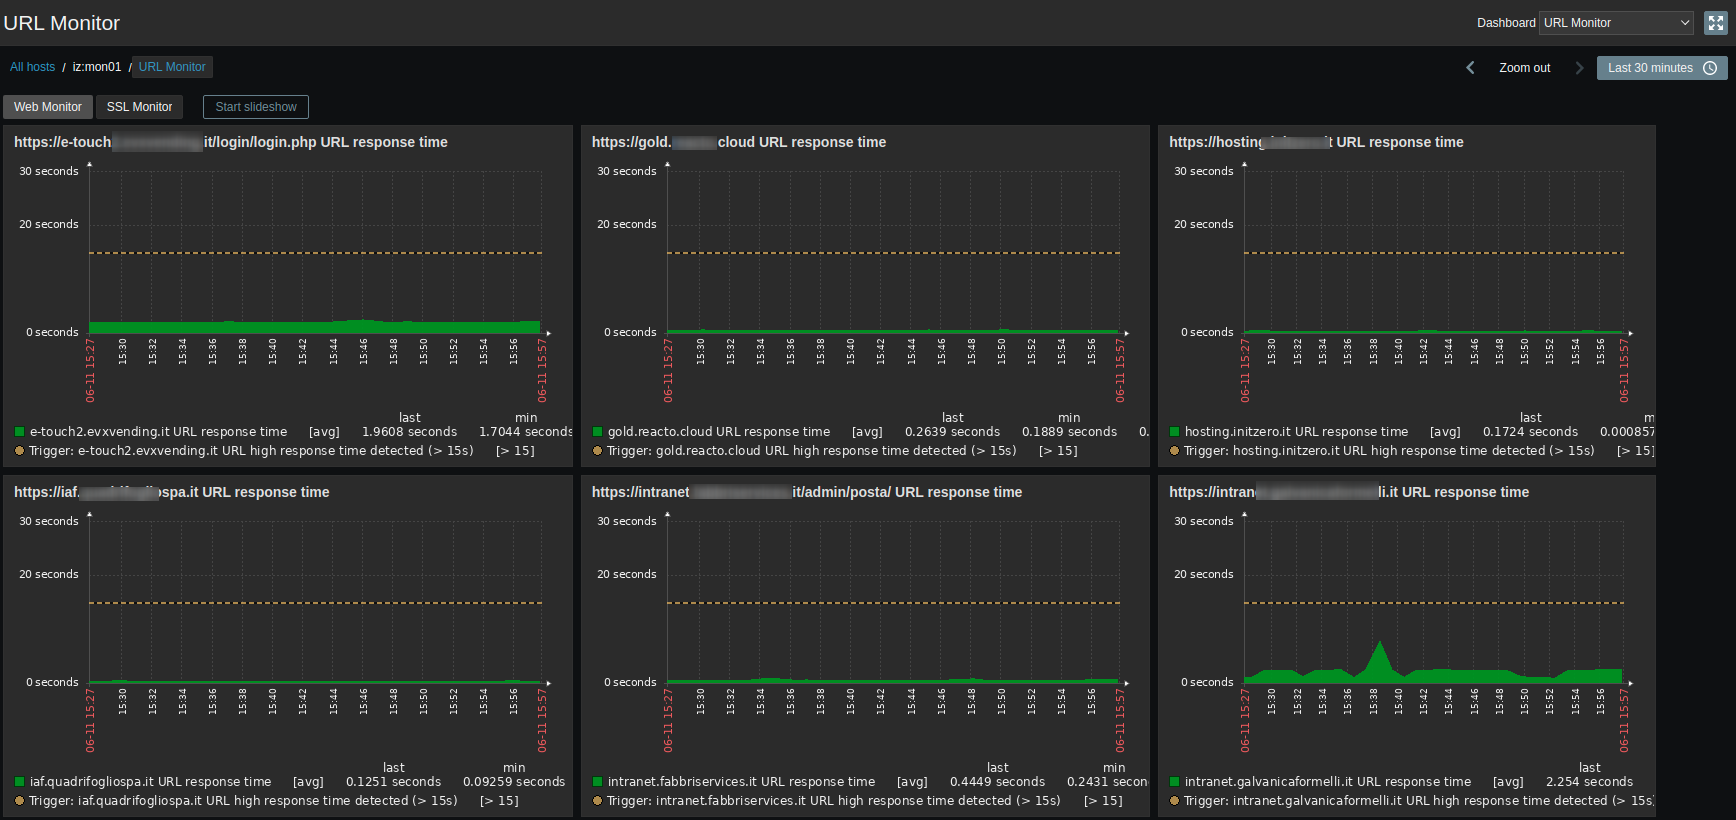 URL Monitor
Dashboard URL Monitor
All hosts / iz:mon01 / URL Monitor
Zoom out Last 30 minutes
Web Monitor SSL Monitor Start slideshow
https://e-touch it/login/login.php URL response time
30 seconds
20 seconds
0 seconds
06-11 15:27 15:30 15:32 15:34 15:36 15:38 15:40 15:42 15:44 15:46 15:48 15:50 15:52 15:54 15:56 06-11 15:57
last min
e-touch2.evxvending.it URL response time [avg] 1.9608 seconds 1.7044 seconds
Trigger: e-touch2.evxvending.it URL high response time detected (> 15s) [> 15]
https://gold. cloud URL response time
30 seconds
20 seconds
0 seconds
06-11 15:27 15:30 15:32 15:34 15:36 15:38 15:40 15:42 15:44 15:46 15:48 15:50 15:52 15:54 15:56 06-11 15:57
last min
gold.reacto.cloud URL response time [avg] 0.2639 seconds 0.1889 seconds 0.
Trigger: gold.reacto.cloud URL high response time detected (> 15s) [> 15]
https://hosting t URL response time
30 seconds
20 seconds
0 seconds
06-11 15:27 15:30 15:32 15:34 15:36 15:38 15:40 15:42 15:44 15:46 15:48 15:50 15:52 15:54 15:56 06-11 15:57
last m
hosting.initzero.it URL response time [avg] 0.1724 seconds 0.000857
Trigger: hosting.initzero.it URL high response time detected (> 15s) [> 15]
https://iaf. spa.it URL response time
30 seconds
20 seconds
0 seconds
06-11 15:27 15:30 15:32 15:34 15:36 15:38 15:40 15:42 15:44 15:46 15:48 15:50 15:52 15:54 15:56 06-11 15:57
last min
iaf.quadrifogliospa.it URL response time [avg] 0.1251 seconds 0.09259 seconds
Trigger: iaf.quadrifogliospa.it URL high response time detected (> 15s) [> 15]
https://intranet it/admin/posta/ URL response time
30 seconds
20 seconds
0 seconds
06-11 15:27 15:30 15:32 15:34 15:36 15:38 15:40 15:42 15:44 15:46 15:48 15:50 15:52 15:54 15:56 06-11 15:57
last min
intranet.fabbriservices.it URL response time [avg] 0.4449 seconds 0.2431 secon
Trigger: intranet.fabbriservices.it URL high response time detected (> 15s) [> 15]
https://intran li.it URL response time
30 seconds
20 seconds
0 seconds
06-11 15:27 15:30 15:32 15:34 15:36 15:38 15:40 15:42 15:44 15:46 15:48 15:50 15:52 15:54 15:56 06-11 15:57
last
intranet.galvanicaformelli.it URL response time [avg] 2.254 seconds
Trigger: intranet.galvanicaformelli.it URL high response time detected (> 15s